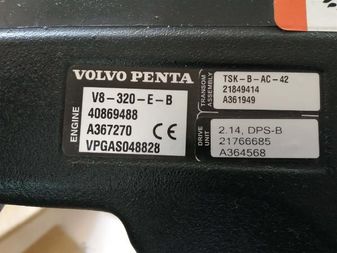 VOLVO PENTA
ENGINE
V8-320-E-B
40869488
A367270 CE
VPGAS048828
TRANSOM
ASSEMBLY
TSK-B-AC-42
21849414
A361949
DRIVE
UNIT
2.14, DPS-B
21766685
A364568